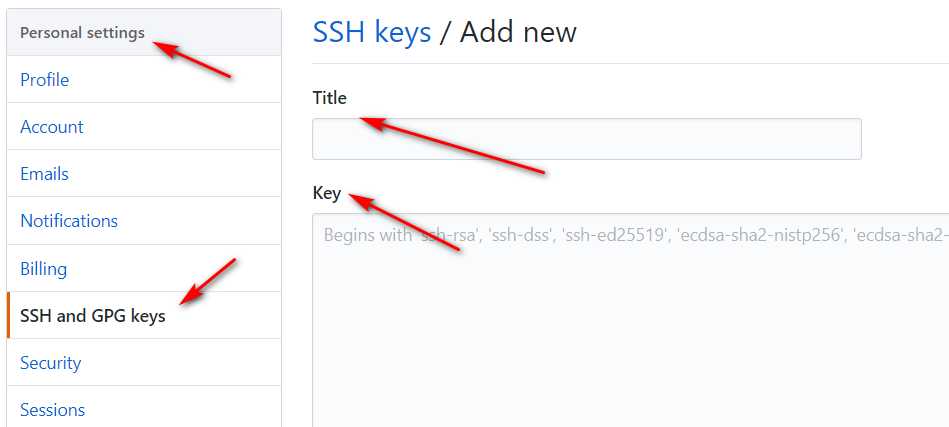 Personal settings
Profile
Account
Emails
Notifications
Billing
SSH and GPG keys
Security
Sessions
SSH keys / Add new
Title
Key
Begins with 'ssh-rsa', 'ssh-dss', 'ssh-ed25519', 'ecdsa-sha2-nistp256', 'ecdsa-sha2-